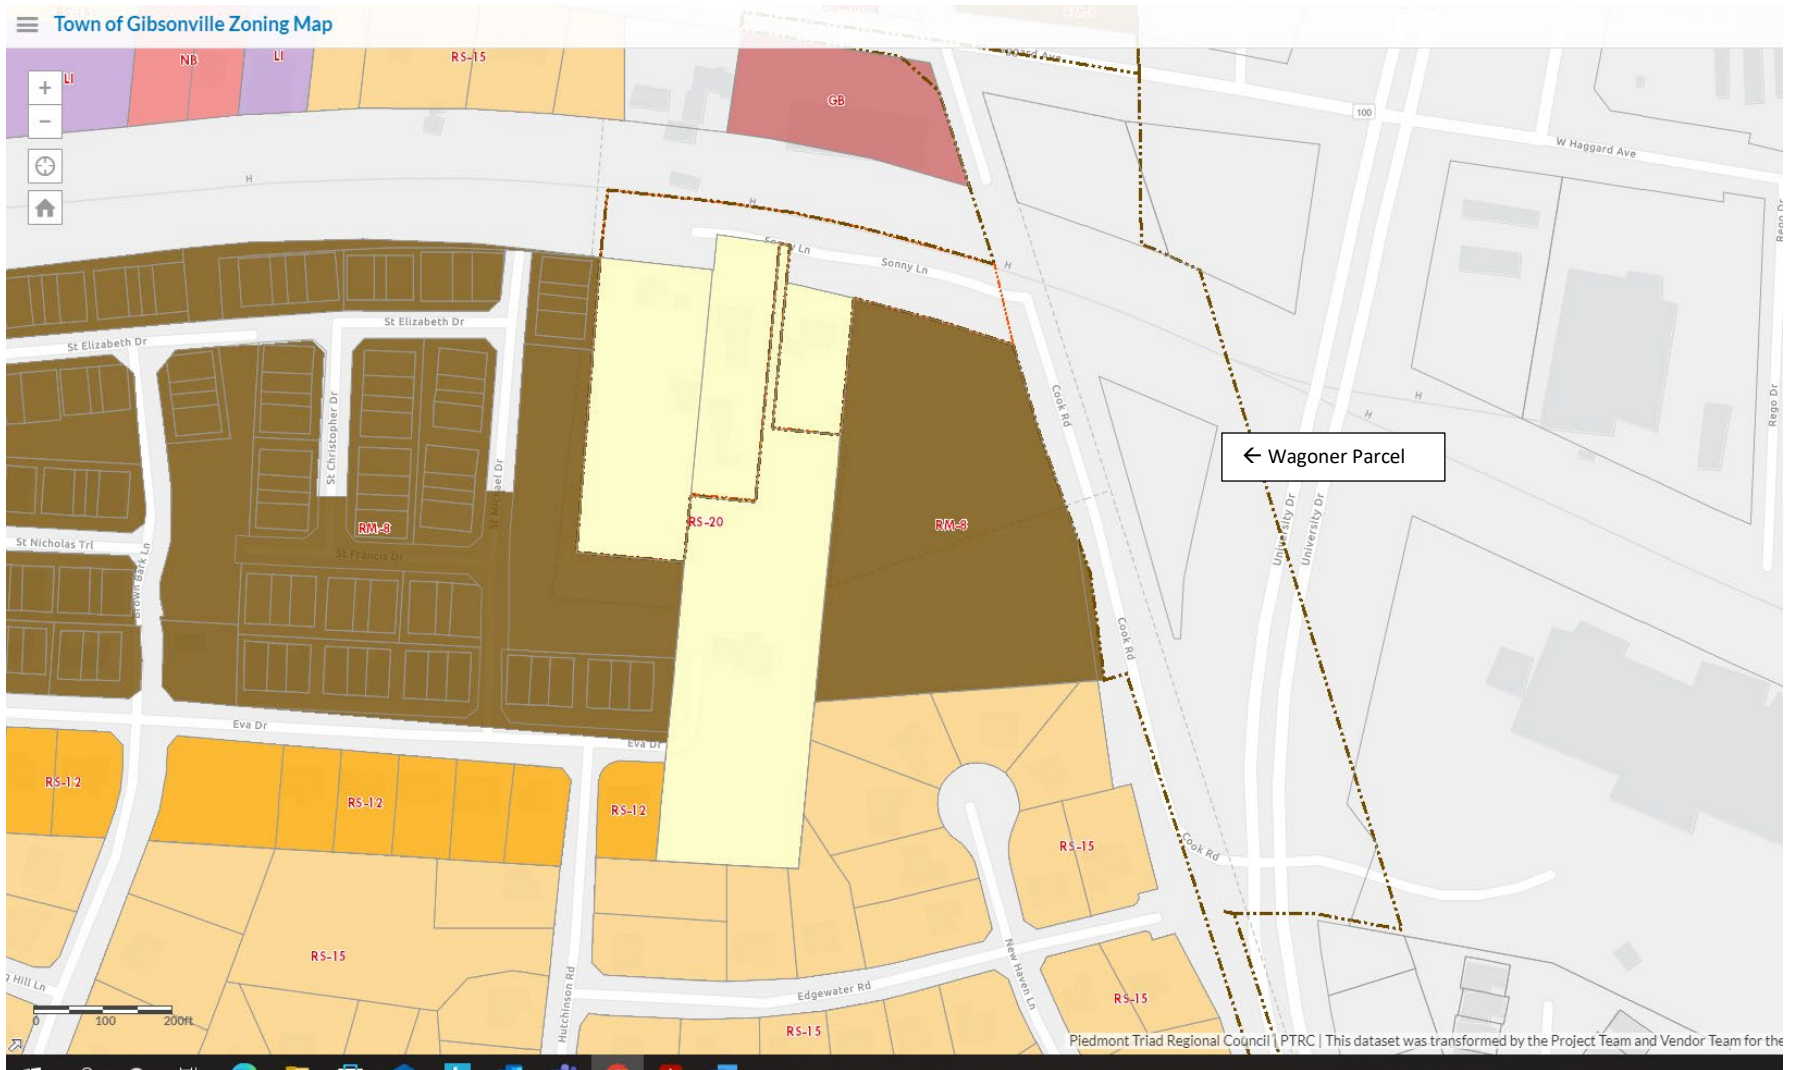 Town of Gibsonville Zoning Map
LI
NB
LI
RS-15
GB
100
W Haggard Ave
Rego Dr
H
H
Sonny Ln
Sonny Ln
H
St Elizabeth Dr
St Elizabeth Dr
St Christopher Dr
St Michael Dr
Cook Rd
H
H
Rego Dr
← Wagoner Parcel
RS-20
RM-8
RM-8
University Dr
University Dr
St Nicholas Trl
St Francis Dr
Brown Bark Ln
Cook Rd
Eva Dr
Eva Dr
RS-12
RS-12
RS-12
RS-15
Cook Rd
RS-15
Hill Ln
Hutchinson Rd
New Haven Ln
Edgewater Rd
RS-15
RS-15
0 100 200ft
Piedmont Triad Regional Council | PTRC | This dataset was transformed by the Project Team and Vendor Team for the